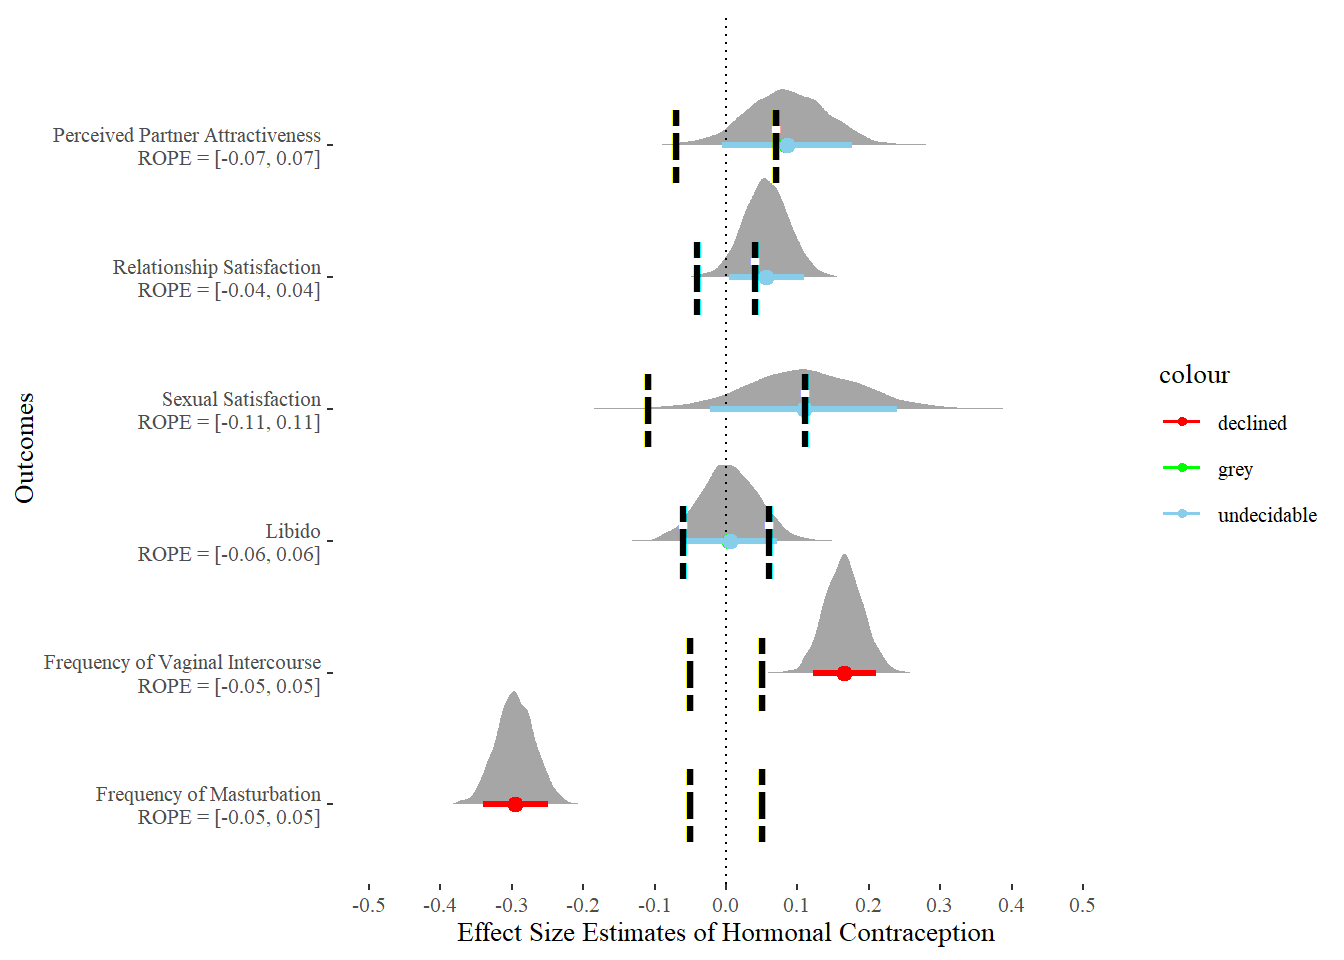 Perceived Partner Attractiveness
ROPE = [-0.07, 0.07]
Relationship Satisfaction
ROPE = [-0.04, 0.04]
Sexual Satisfaction
ROPE = [-0.11, 0.11]
Libido
ROPE = [-0.06, 0.06]
Frequency of Vaginal Intercourse
ROPE = [-0.05, 0.05]
Frequency of Masturbation
ROPE = [-0.05, 0.05]
Outcomes
-0.5 -0.4 -0.3 -0.2 -0.1 0.0 0.1 0.2 0.3 0.4 0.5
Effect Size Estimates of Hormonal Contraception
colour
declined
grey
undecidable